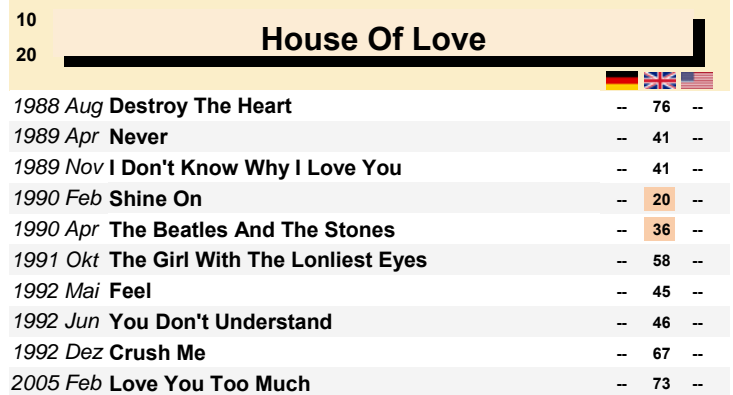 10
House Of Love
20
1988 Aug Destroy The Heart -- 76 --
1989 Apr Never -- 41 --
1989 Nov I Don't Know Why I Love You -- 41 --
1990 Feb Shine On -- 20 --
1990 Apr The Beatles And The Stones -- 36 --
1991 Okt The Girl With The Lonliest Eyes -- 58 --
1992 Mai Feel -- 45 --
1992 Jun You Don't Understand -- 46 --
1992 Dez Crush Me -- 67 --
2005 Feb Love You Too Much -- 73 --